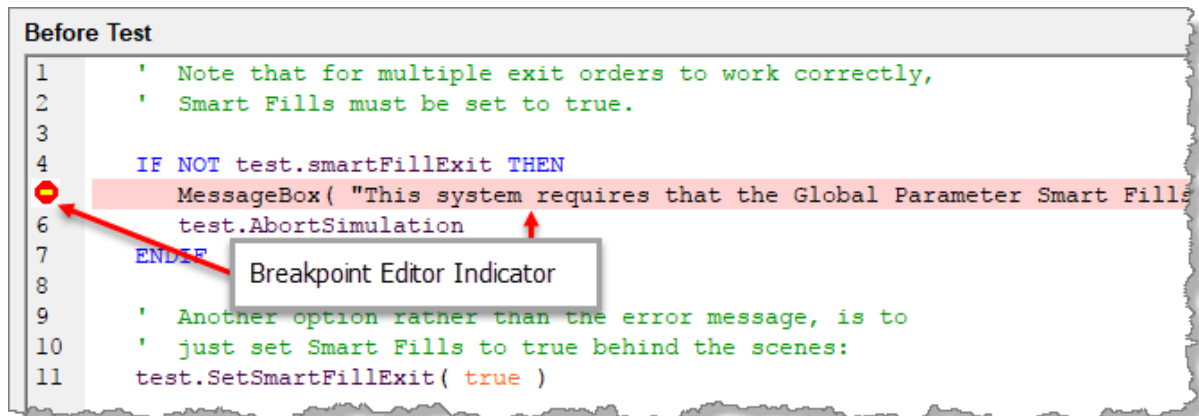 Before Test
1 ' Note that for multiple exit orders to work correctly,
2 ' Smart Fills must be set to true.
3
4 IF NOT test.smartFillExit THEN
MessageBox( "This system requires that the Global Parameter Smart Fills
6 test.AbortSimulation
7 ENDIF
Breakpoint Editor Indicator
8
9 ' Another option rather than the error message, is to
10 ' just set Smart Fills to true behind the scenes:
11 test.SetSmartFillExit( true )